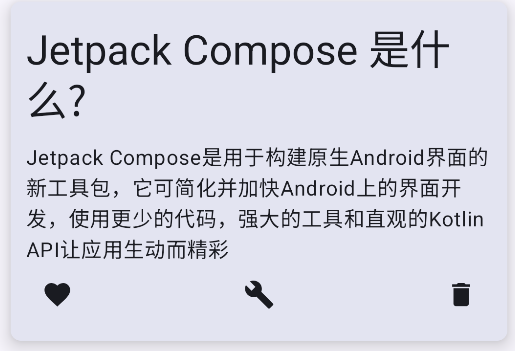 Jetpack Compose 是什
么?
Jetpack Compose是用于构建原生Android界面的
新工具包，它可简化并加快Android上的界面开
发，使用更少的代码，强大的工具和直观的Kotlin
API让应用生动而精彩